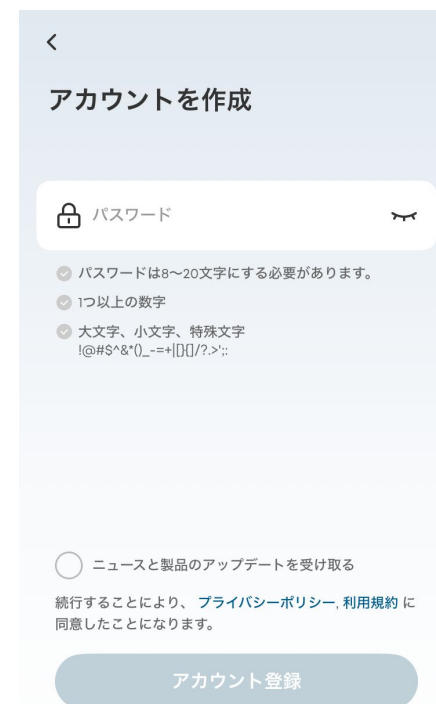 アカウントを作成
パスワード
パスワードは8〜20文字にする必要があります。
1つ以上の数字
大文字、小文字、特殊文字
!@#$^&*()_-=+|[]{[]/?.>';:
ニュースと製品のアップデートを受け取る
続行することにより、 プライバシーポリシー, 利用規約 に
同意したことになります。
アカウント登録